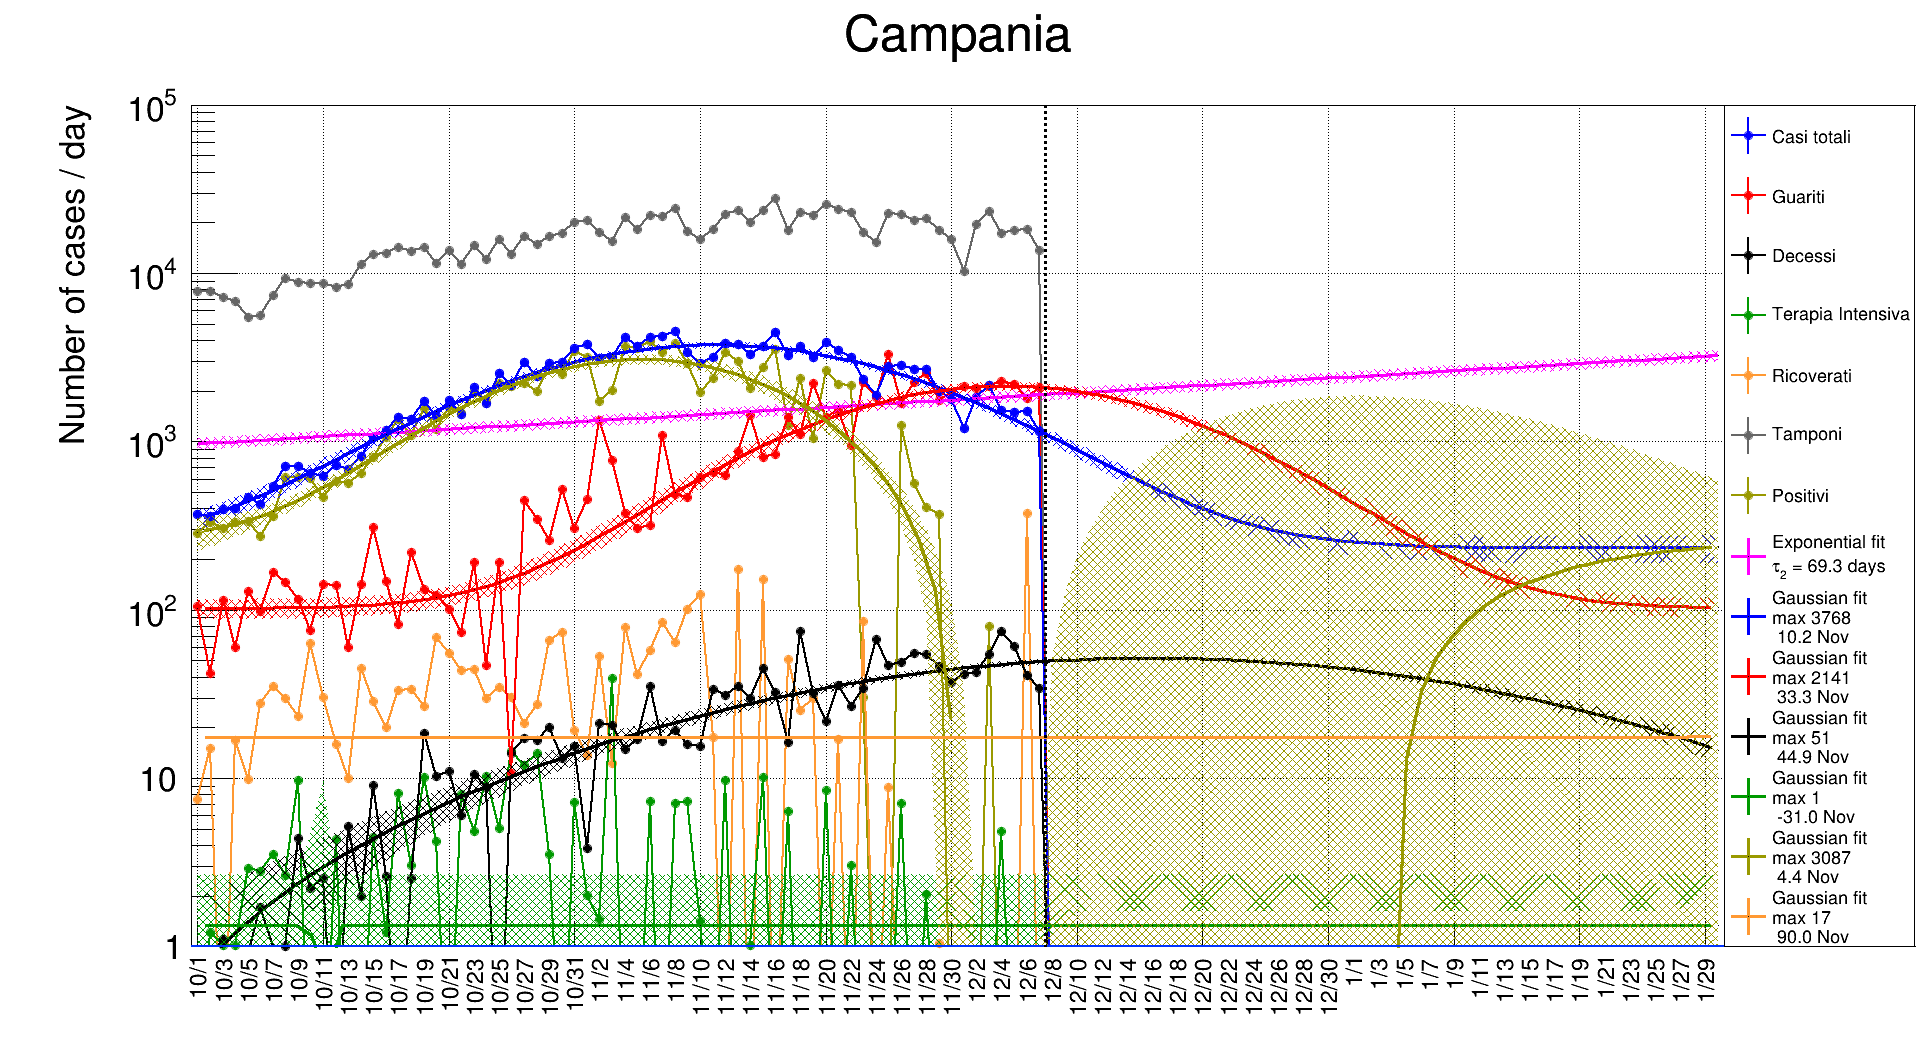 Campania
Number of cases / day
10^5
10^4
10^3
10^2
10
1
10/1
10/3
10/5
10/7
10/9
10/11
10/13
10/15
10/17
10/19
10/21
10/23
10/25
10/27
10/29
10/31
11/2
11/4
11/6
11/8
11/10
11/12
11/14
11/16
11/18
11/20
11/22
11/24
11/26
11/28
11/30
12/2
12/4
12/6
12/8
12/10
12/12
12/14
12/16
12/18
12/20
12/22
12/24
12/26
12/28
12/30
1/1
1/3
1/5
1/7
1/9
1/11
1/13
1/15
1/17
1/19
1/21
1/23
1/25
1/27
1/29
Casi totali
Guariti
Decessi
Terapia Intensiva
Ricoverati
Tamponi
Positivi
Exponential fit
τ₂ = 69.3 days
Gaussian fit
max 3768
10.2 Nov
Gaussian fit
max 2141
33.3 Nov
Gaussian fit
max 51
44.9 Nov
Gaussian fit
max 1
-31.0 Nov
Gaussian fit
max 3087
4.4 Nov
Gaussian fit
max 17
90.0 Nov